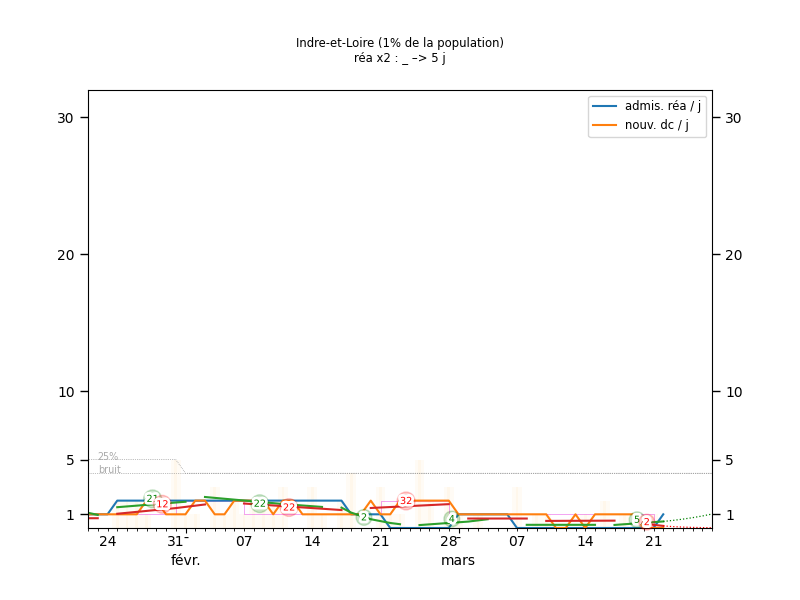 Indre-et-Loire (1% de la population)
réa x2 : _ –> 5 j
admis. réa / j
nouv. dc / j
30 30
20 20
10 10
5 5
1 1
25%
bruit
21 12 22 22 2 32 4 5 2
24 31 07 14 21 28 07 14 21
févr. mars